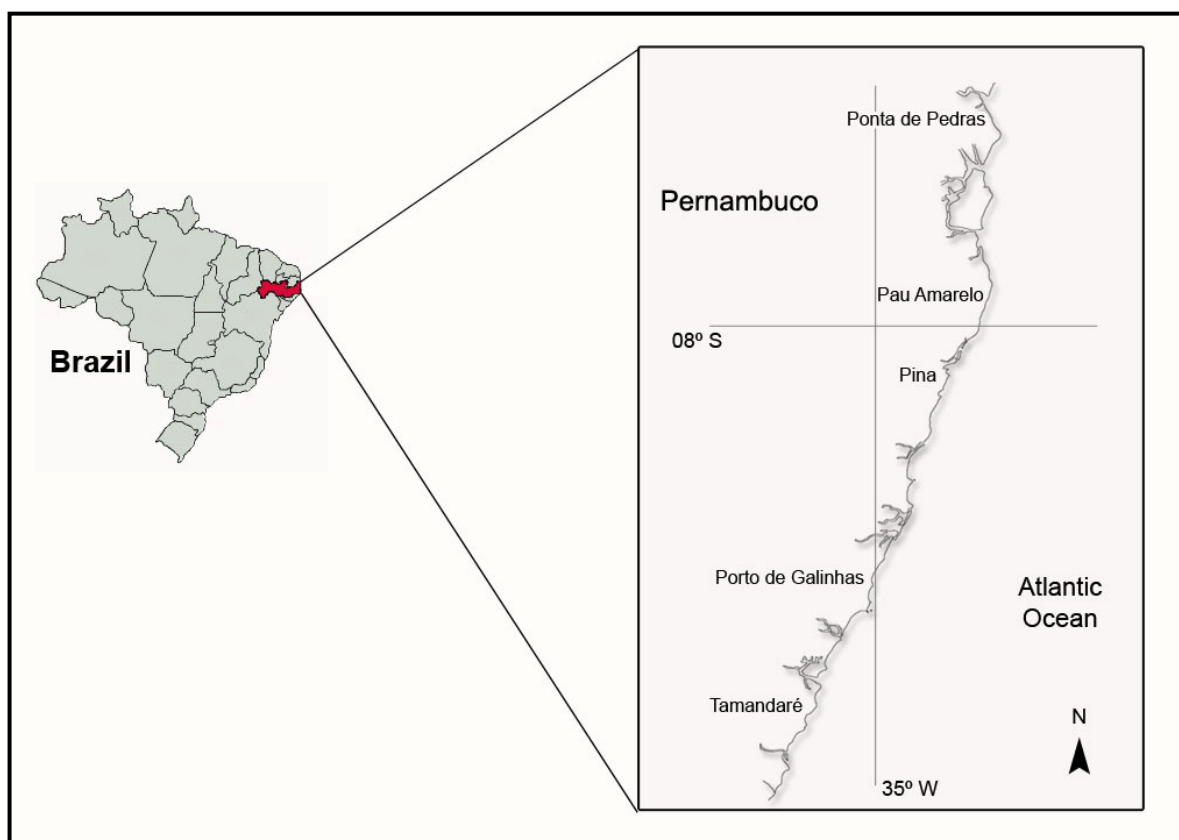 Brazil
Ponta de Pedras
Pernambuco
Pau Amarelo
08º S
Pina
Porto de Galinhas
Atlantic
Ocean
Tamandaré
N
35º W